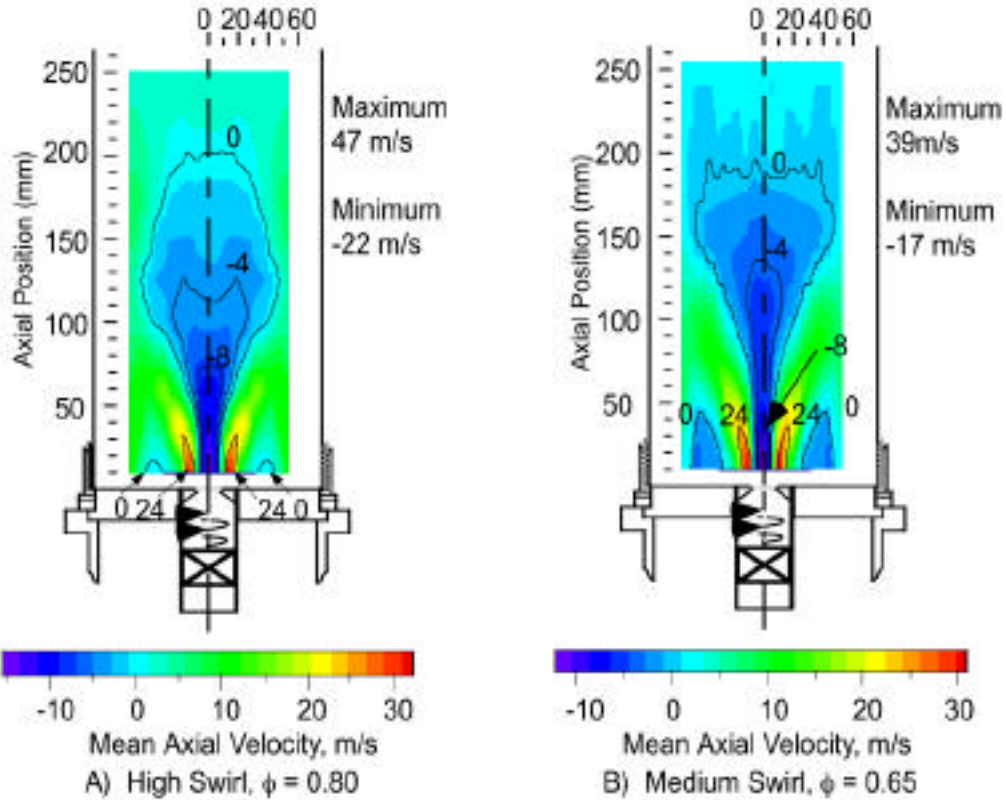 0 20 40 60
250
200
150
100
50
Axial Position (mm)
Maximum
47 m/s
Minimum
-22 m/s
0
-4
-8
0 24
24 0
-10 0 10 20 30
Mean Axial Velocity, m/s
A) High Swirl, ϕ = 0.80
0 20 40 60
250
200
150
100
50
Axial Position (mm)
Maximum
39m/s
Minimum
-17 m/s
0
-4
-8
0 24 24 0
-10 0 10 20 30
Mean Axial Velocity, m/s
B) Medium Swirl, ϕ = 0.65